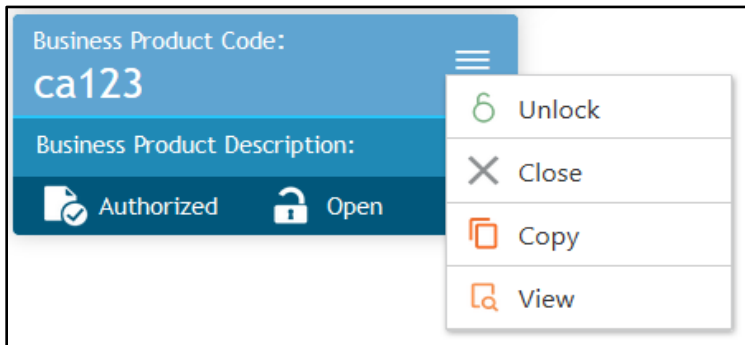 Business Product Code:
ca123
Business Product Description:
Authorized
Open
Unlock
Close
Copy
View